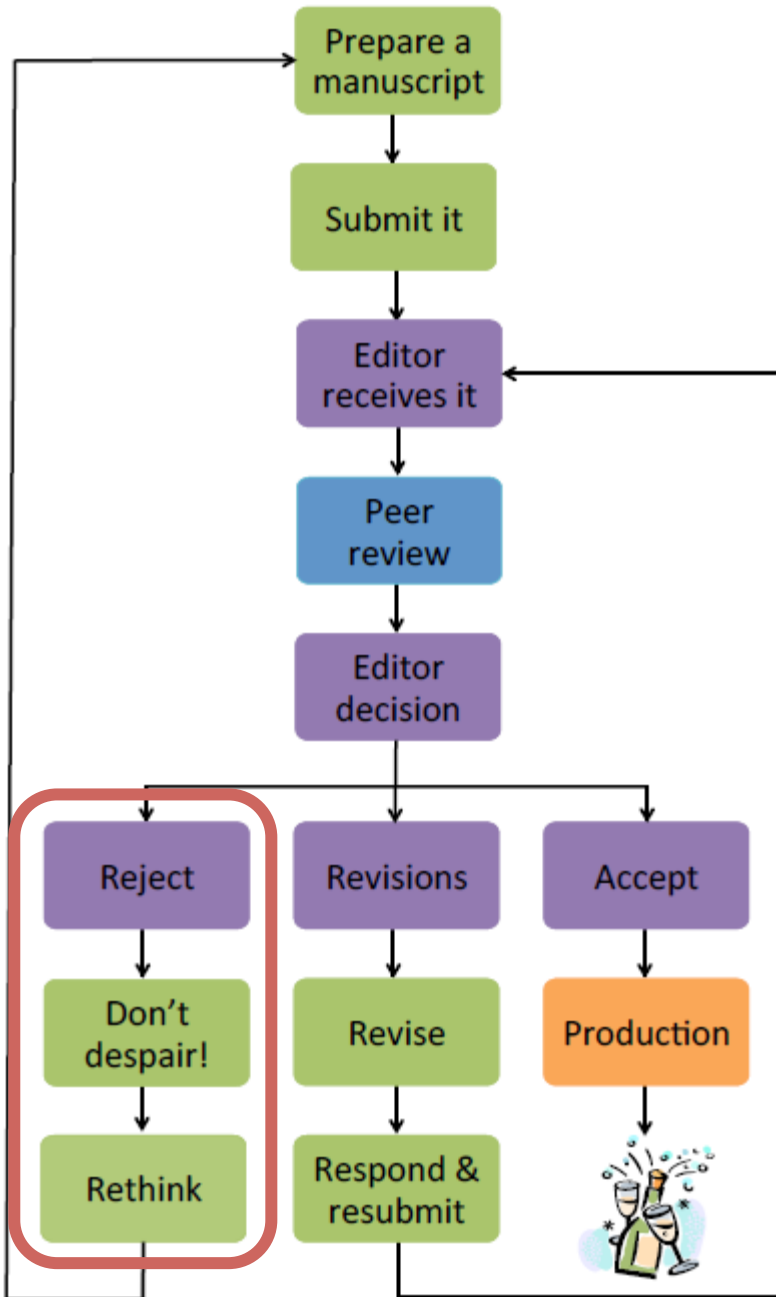 Prepare a
manuscript
Submit it
Editor
receives it
Peer
review
Editor
decision
Reject
Revisions
Accept
Don’t
despair!
Revise
Production
Rethink
Respond &
resubmit